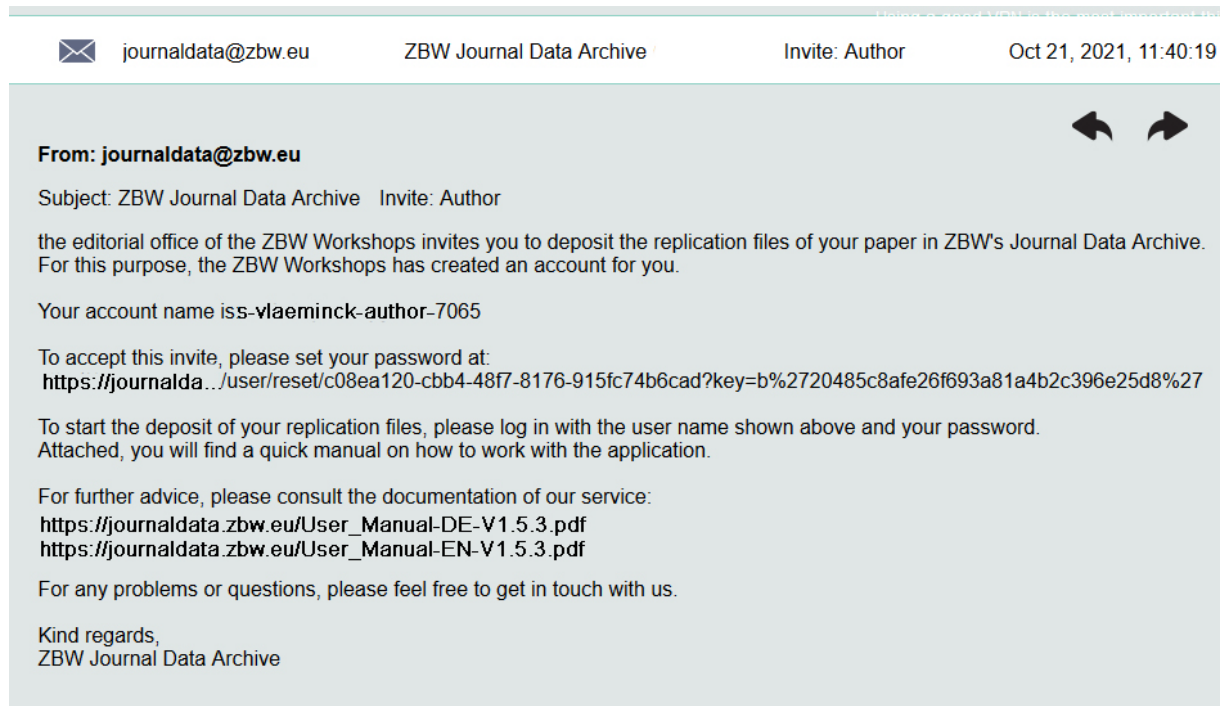 journaldata@zbw.eu ZBW Journal Data Archive Invite: Author Oct 21, 2021, 11:40:19
From: journaldata@zbw.eu
Subject: ZBW Journal Data Archive Invite: Author
the editorial office of the ZBW Workshops invites you to deposit the replication files of your paper in ZBW's Journal Data Archive.
For this purpose, the ZBW Workshops has created an account for you.
Your account name iss-vlaeminck-author-7065
To accept this invite, please set your password at:
https://journalda.../user/reset/c08ea120-cbb4-48f7-8176-915fc74b6cad?key=b%2720485c8afe26f693a81a4b2c396e25d8%27
To start the deposit of your replication files, please log in with the user name shown above and your password.
Attached, you will find a quick manual on how to work with the application.
For further advice, please consult the documentation of our service:
https://journaldata.zbw.eu/User_Manual-DE-V1.5.3.pdf
https://journaldata.zbw.eu/User_Manual-EN-V1.5.3.pdf
For any problems or questions, please feel free to get in touch with us.
Kind regards,
ZBW Journal Data Archive